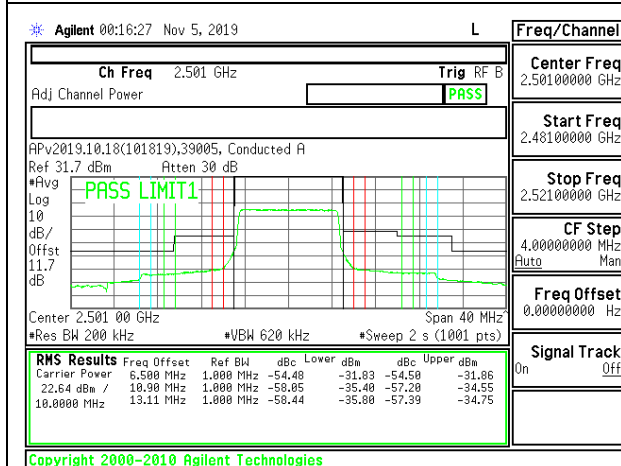 Agilent 00:16:27 Nov 5, 2019 L
Freq/Channel
Ch Freq 2.501 GHz Trig RF B
Adj Channel Power PASS
Center Freq
2.50100000 GHz
Start Freq
2.48100000 GHz
APv2019.10.18(101819),39005, Conducted A
Ref 31.7 dBm Atten 30 dB
#Avg
Log
10
dB/
Offst
11.7
dB
PASS LIMIT1
Stop Freq
2.52100000 GHz
CF Step
4.00000000 MHz
Auto Man
Freq Offset
0.00000000 Hz
Center 2.501 00 GHz Span 40 MHz
#Res BW 200 kHz #VBW 620 kHz #Sweep 2 s (1001 pts)
Signal Track
On Off
RMS Results Freq Offset Ref BW dBc Lower dBm dBc Upper dBm
Carrier Power 6.500 MHz 1.000 MHz -54.48 -31.83 -54.50 -31.86
22.64 dBm / 10.90 MHz 1.000 MHz -58.05 -35.40 -57.20 -34.55
10.0000 MHz 13.11 MHz 1.000 MHz -58.44 -35.80 -57.39 -34.75
Copyright 2000-2010 Agilent Technologies